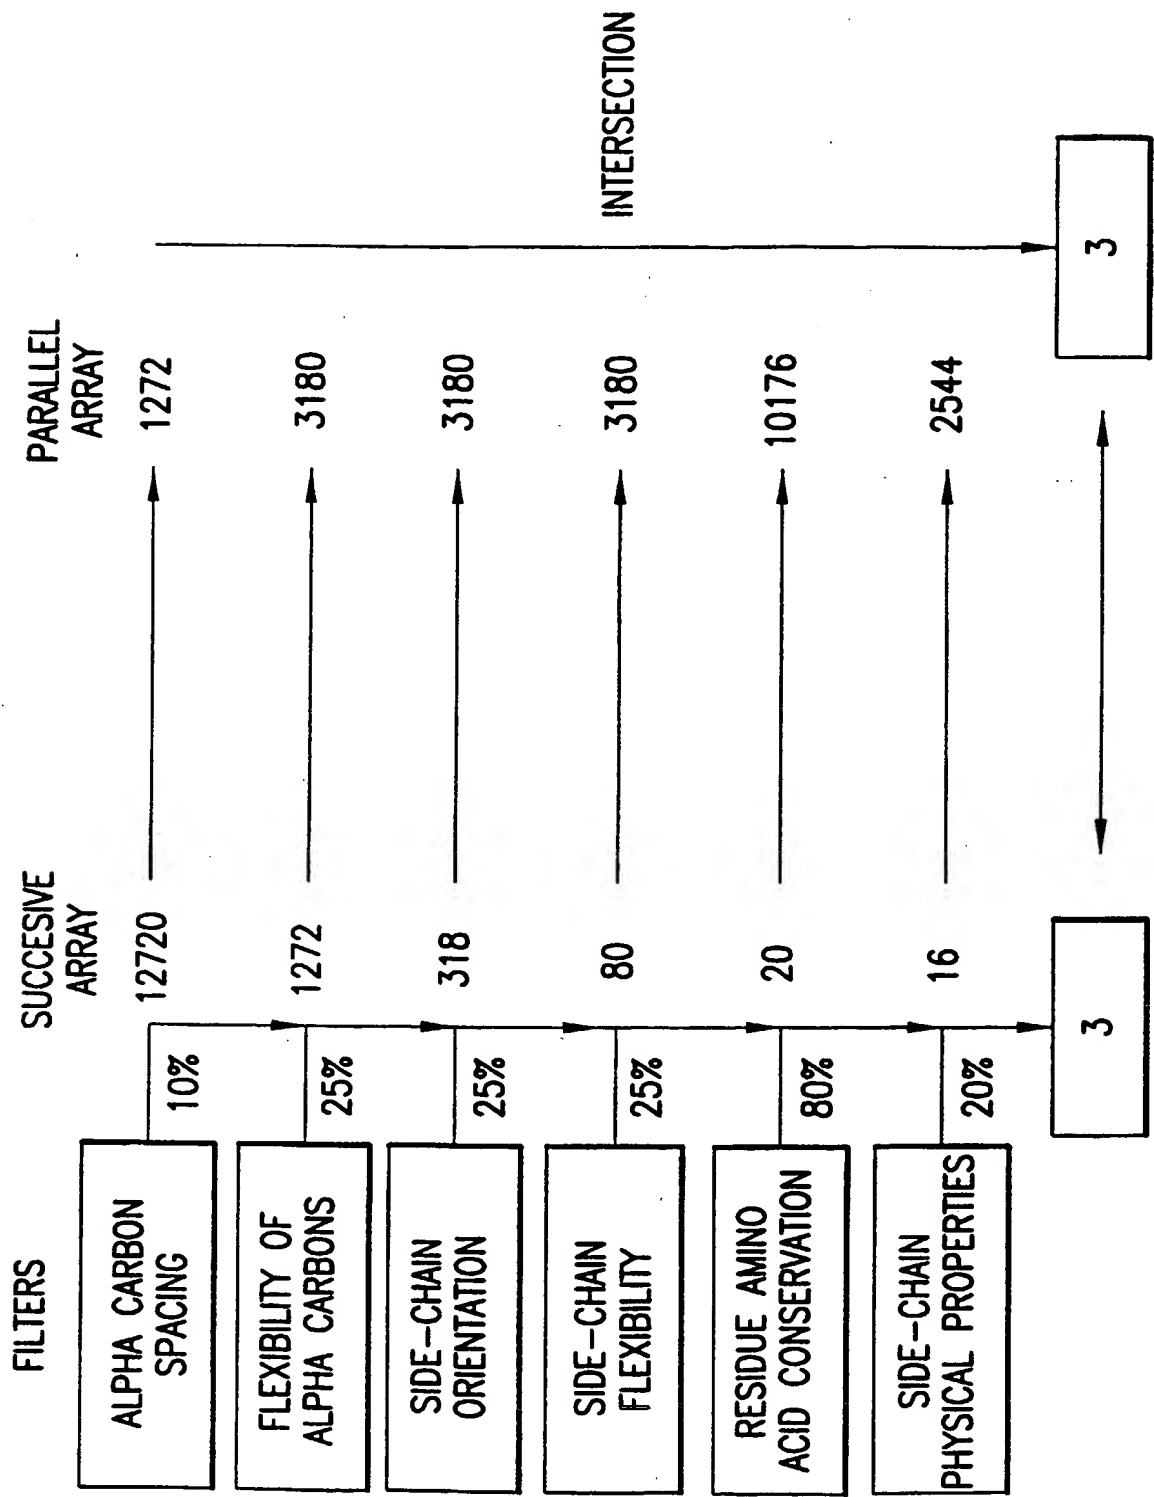 FILTERS
SUCCESIVE
ARRAY
PARALLEL
ARRAY
ALPHA CARBON
SPACING
10%
12720
1272
FLEXIBILITY OF
ALPHA CARBONS
25%
1272
3180
SIDE-CHAIN
ORIENTATION
25%
318
3180
SIDE-CHAIN
FLEXIBILITY
25%
80
3180
INTERSECTION
RESIDUE AMINO
ACID CONSERVATION
80%
20
10176
SIDE-CHAIN
PHYSICAL PROPERTIES
20%
16
2544
3
3